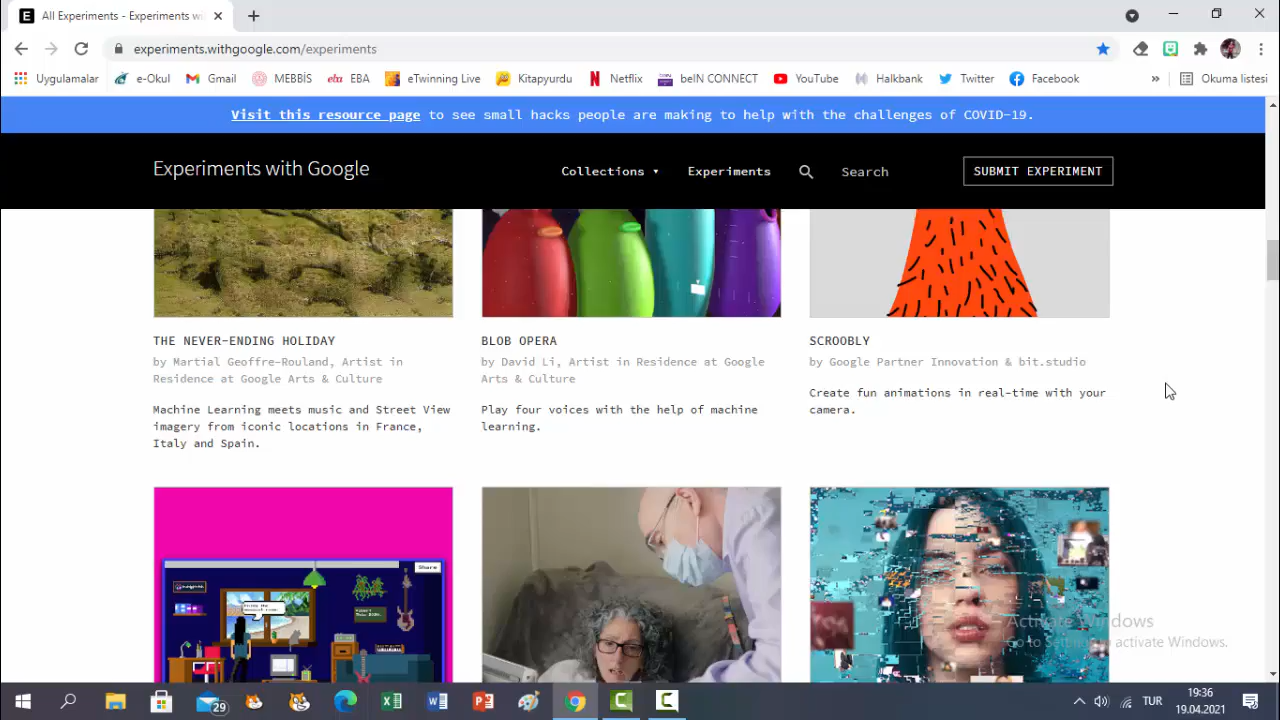 All Experiments - Experiments wi
experiments.withgoogle.com/experiments
Uygulamalar e-Okul Gmail MEBBİS EBA eTwinning Live Kitapyurdu Netflix beIN CONNECT YouTube Halkbank Twitter Facebook » Okuma listesi
Visit this resource page to see small hacks people are making to help with the challenges of COVID-19.
Experiments with Google Collections Experiments Search SUBMIT EXPERIMENT
THE NEVER-ENDING HOLIDAY
by Martial Geoffre-Rouland, Artist in
Residence at Google Arts & Culture
Machine Learning meets music and Street View
imagery from iconic locations in France,
Italy and Spain.
BLOB OPERA
by David Li, Artist in Residence at Google
Arts & Culture
Play four voices with the help of machine
learning.
SCROOBLY
by Google Partner Innovation & bit.studio
Create fun animations in real-time with your
camera.
Share
Activate Windows
Go to Settings to activate Windows.
29
TUR
19:36
19.04.2021